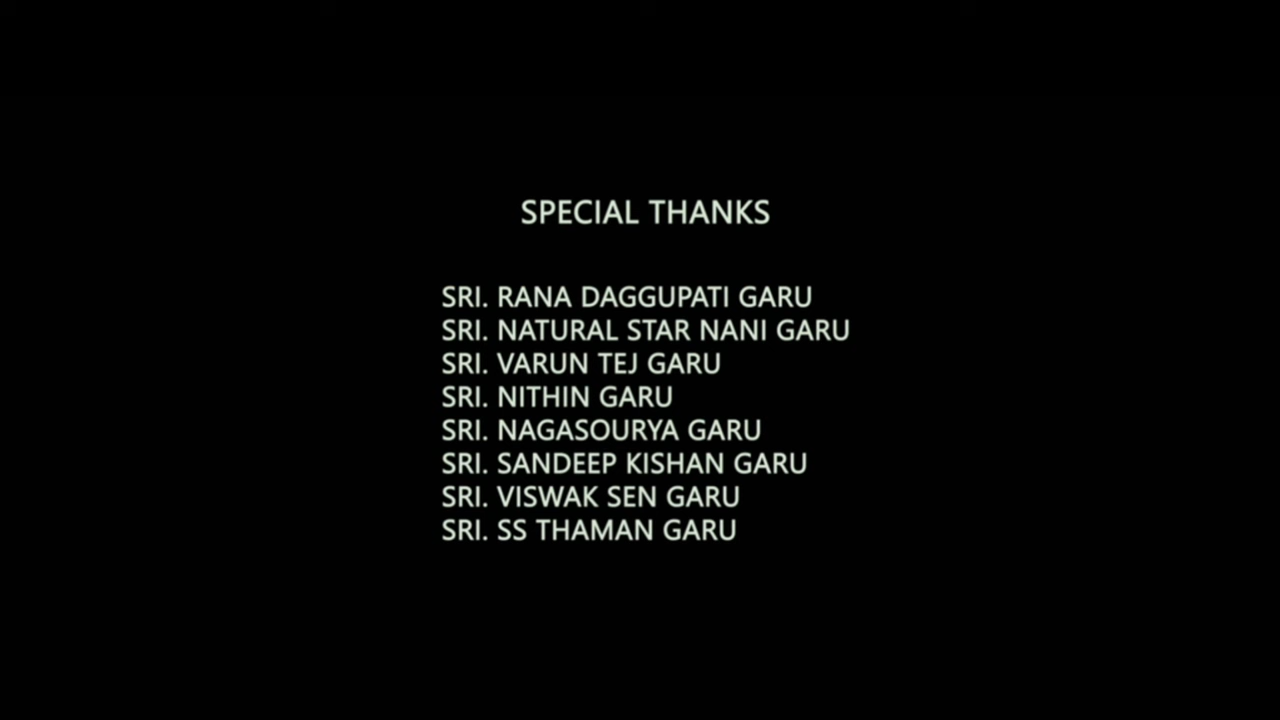 SPECIAL THANKS
SRI. RANA DAGGUPATI GARU
SRI. NATURAL STAR NANI GARU
SRI. VARUN TEJ GARU
SRI. NITHIN GARU
SRI. NAGASOURYA GARU
SRI. SANDEEP KISHAN GARU
SRI. VISWAK SEN GARU
SRI. SS THAMAN GARU